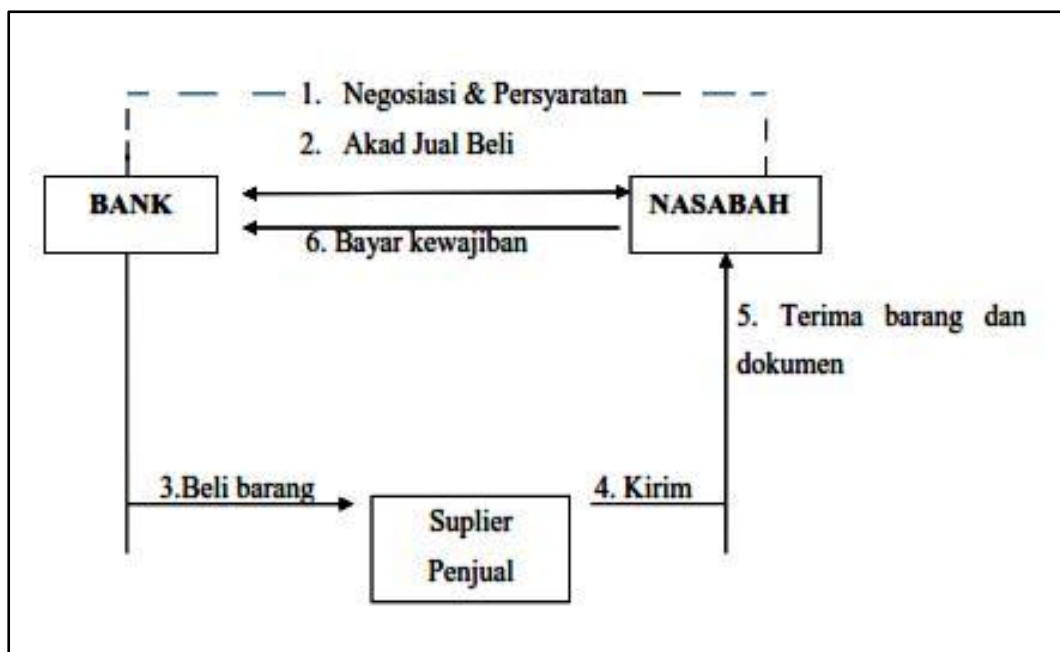 1. Negosiasi & Persyaratan
2. Akad Jual Beli
BANK
NASABAH
6. Bayar kewajiban
5. Terima barang dan
dokumen
3.Beli barang
4. Kirim
Suplier
Penjual